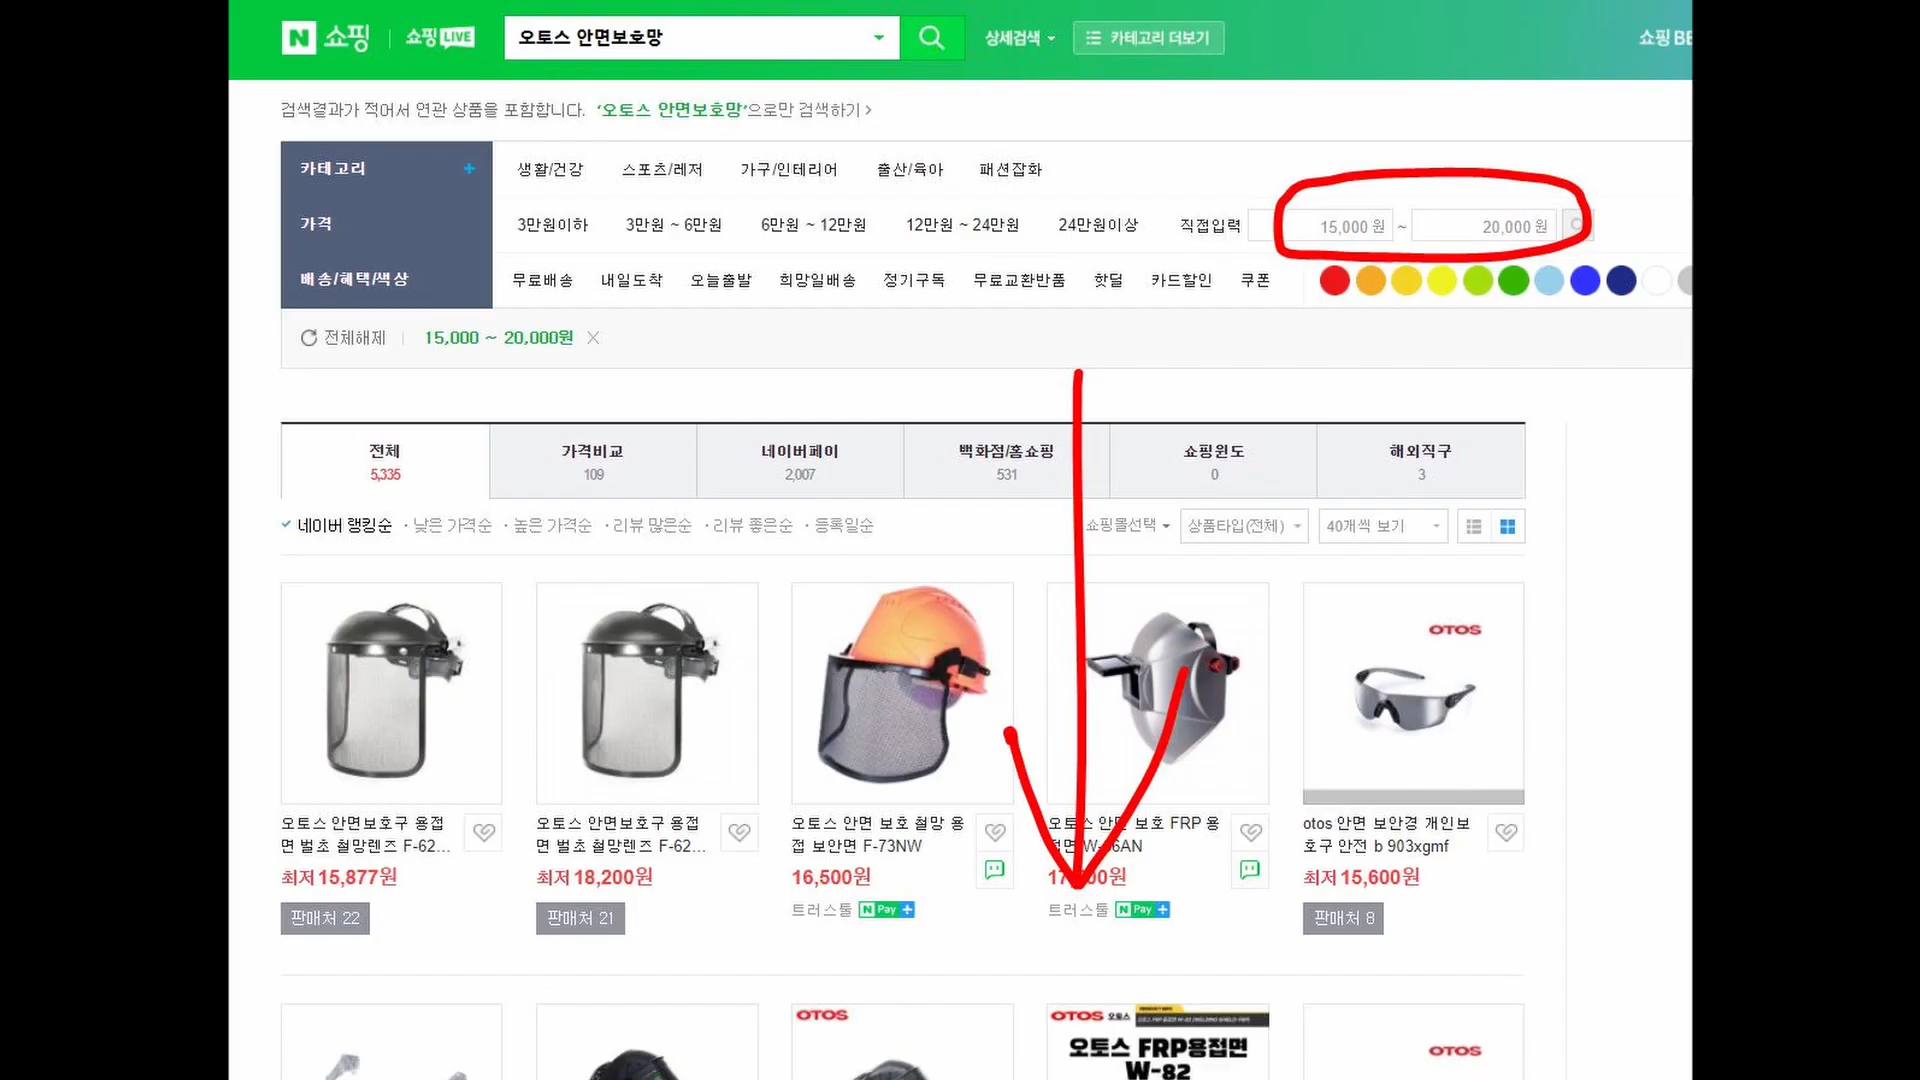 N 쇼핑 쇼핑 LIVE 오토스 안면보호망 상세검색 카테고리 더보기 쇼핑
검색결과가 적어서 연관 상품을 포함합니다. '오토스 안면보호망'으로만 검색하기 >
카테고리 + 생활/건강 스포츠/레저 가구/인테리어 출산/육아 패션잡화
가격 3만원이하 3만원 ~ 6만원 6만원 ~ 12만원 12만원 ~ 24만원 24만원이상 직접입력 15,000 원 ~ 20,000 원
배송/혜택/색상 무료배송 내일도착 오늘출발 희망일배송 정기구독 무료교환반품 핫딜 카드할인 쿠폰
전체해제 15,000 ~ 20,000원
전체 가격비교 네이버페이 백화점/홈쇼핑 쇼핑윈도 해외직구
5,335 109 2,007 531 0 3
네이버 랭킹순 · 낮은 가격순 · 높은 가격순 · 리뷰 많은순 · 리뷰 좋은순 · 등록일순 쇼핑몰선택 상품타입(전체) 40개씩 보기
OTOS
오토스 안면보호구 용접 오토스 안면보호구 용접 오토스 안면 보호 철망 용 오토스 안면 보호 FRP 용 otos 안면 보안경 개인보
면 벌초 철망렌즈 F-62... 면 벌초 철망렌즈 F-62... 접 보안면 F-73NW 접면 호구 안전 b 903xgmf
최저 15,877원 최저 18,200원 16,500원 최저 15,600원
트러스툴 N Pay + 트러스툴 N Pay +
판매처 22 판매처 21 판매처 8
OTOS OTOS 오토스
오토스 FRP용접면 OTOS
W-82